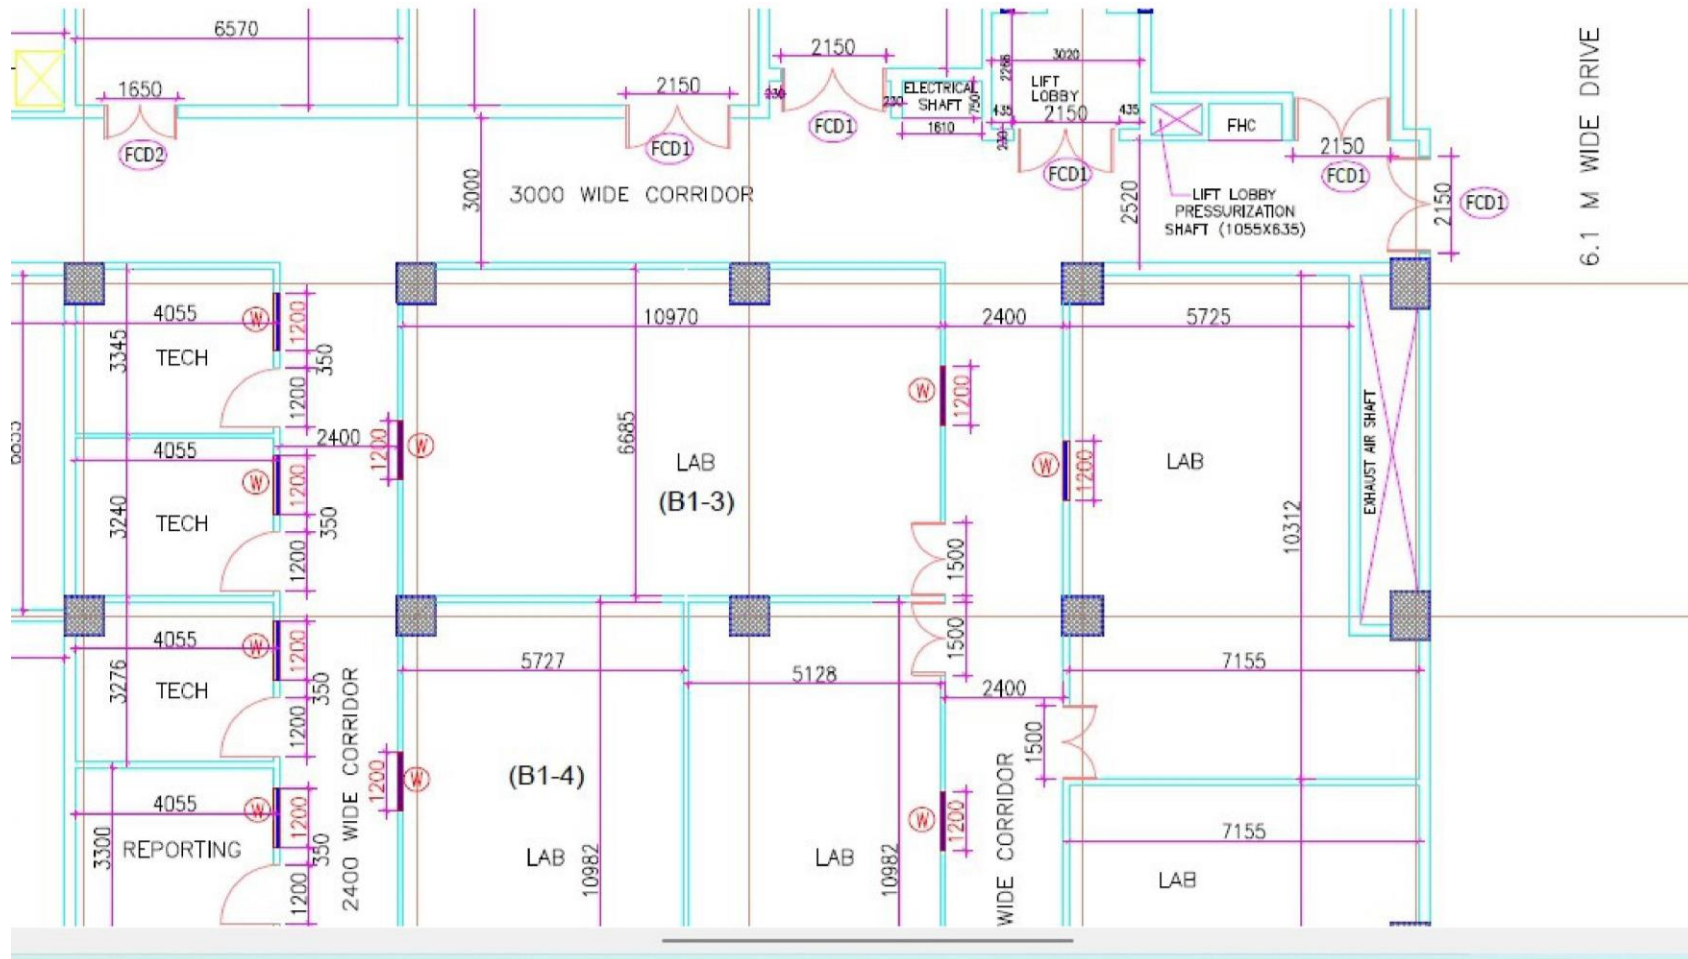 6570
1650
FCD2
2150
FCD1
2150
FCD1
230
230
ELECTRICAL
SHAFT
750
1610
2266
3020
LIFT
LOBBY
435
2150
435
230
FCD1
FHC
2150
FCD1
2150
FCD1
6.1 M WIDE DRIVE
3000
3000 WIDE CORRIDOR
2520
LIFT LOBBY
PRESSURIZATION
SHAFT (1055X635)
4055
W
1200
3345
TECH
350
1200
10970
2400
5725
W
1200
EXHAUST AIR SHAFT
2400
4055
W
1200
3240
TECH
350
1200
1200
W
6685
LAB
(B1-3)
W
1200
LAB
10312
1500
1500
4055
W
1200
3276
TECH
350
1200
5727
5128
2400
7155
1500
2400 WIDE CORRIDOR
1200
W
(B1-4)
4055
W
1200
3300
REPORTING
350
1200
LAB
10982
LAB
10982
W
1200
WIDE CORRIDOR
7155
LAB